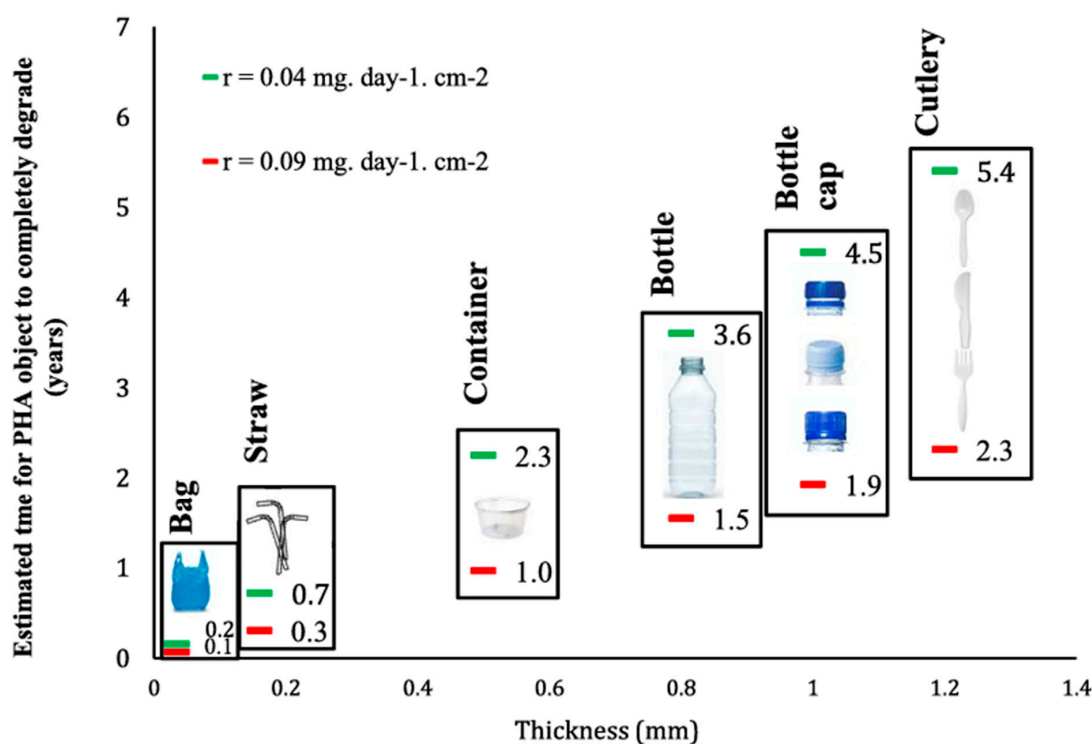 Estimated tme for PHA object to completely degrade
(years)
7
6
5
4
3
2
1
0
r = 0.04 mg. day-1. cm-2
r = 0.09 mg. day-1. cm-2
Bag
0.2
0.1
Straw
0.7
0.3
Container
2.3
1.0
Bottle
3.6
1.5
Bottle
cap
4.5
1.9
Cutlery
5.4
2.3
0 0.2 0.4 0.6 0.8 1 1.2 1.4
Thickness (mm)